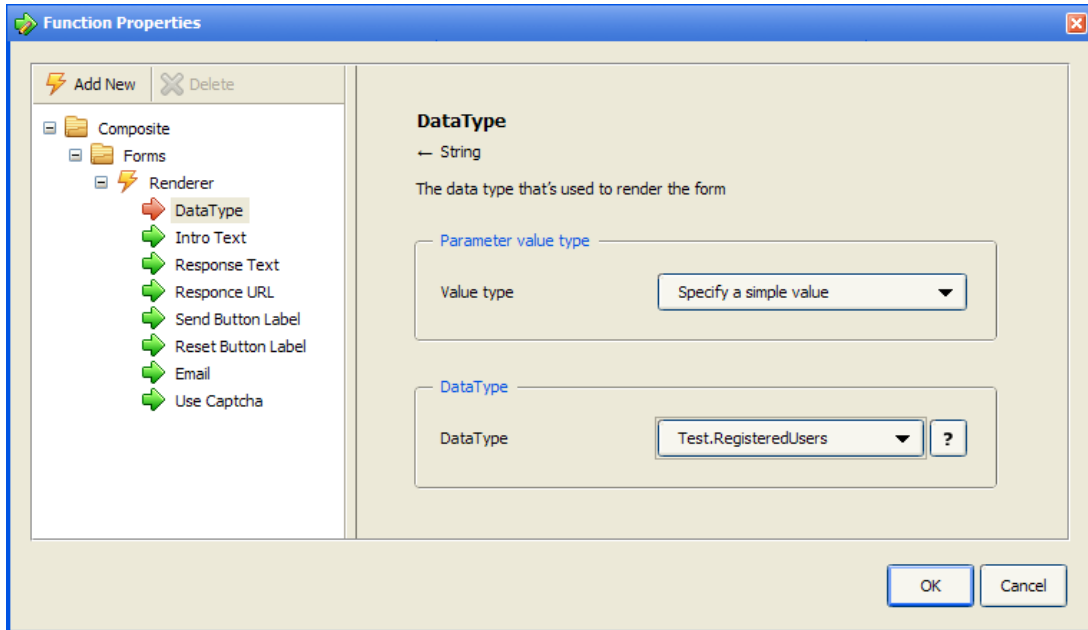 Function Properties
Add New
Delete
Composite
Forms
Renderer
DataType
Intro Text
Response Text
Responce URL
Send Button Label
Reset Button Label
Email
Use Captcha
DataType
← String
The data type that's used to render the form
Parameter value type
Value type
Specify a simple value
DataType
DataType
Test.RegisteredUsers
?
OK
Cancel